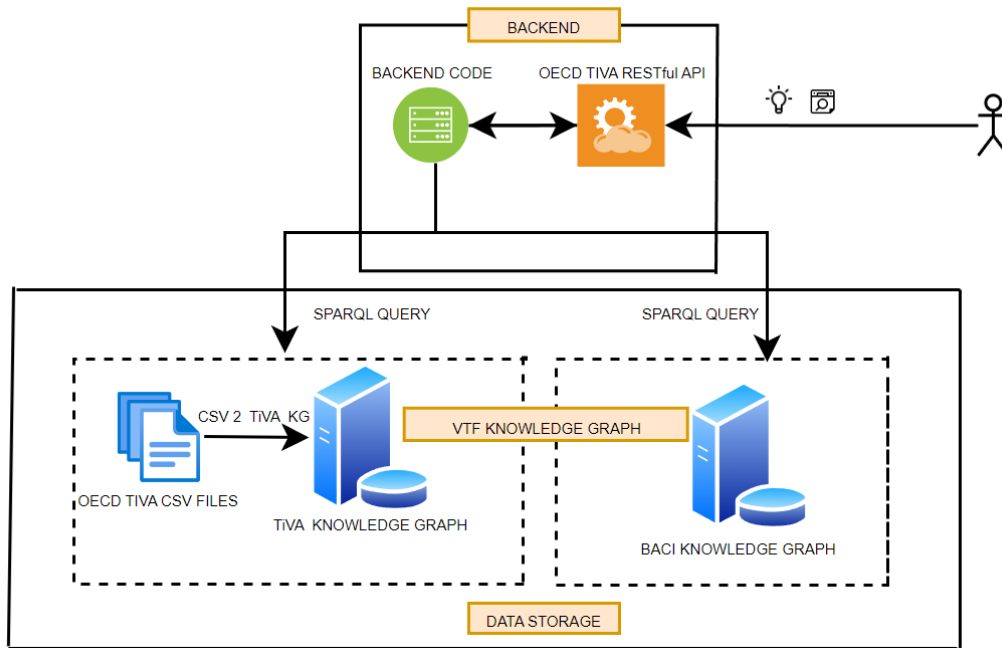 BACKEND
BACKEND CODE
OECD TIVA RESTful API
SPARQL QUERY
SPARQL QUERY
CSV 2 TiVA KG
VTF KNOWLEDGE GRAPH
OECD TIVA CSV FILES
TiVA KNOWLEDGE GRAPH
BACI KNOWLEDGE GRAPH
DATA STORAGE